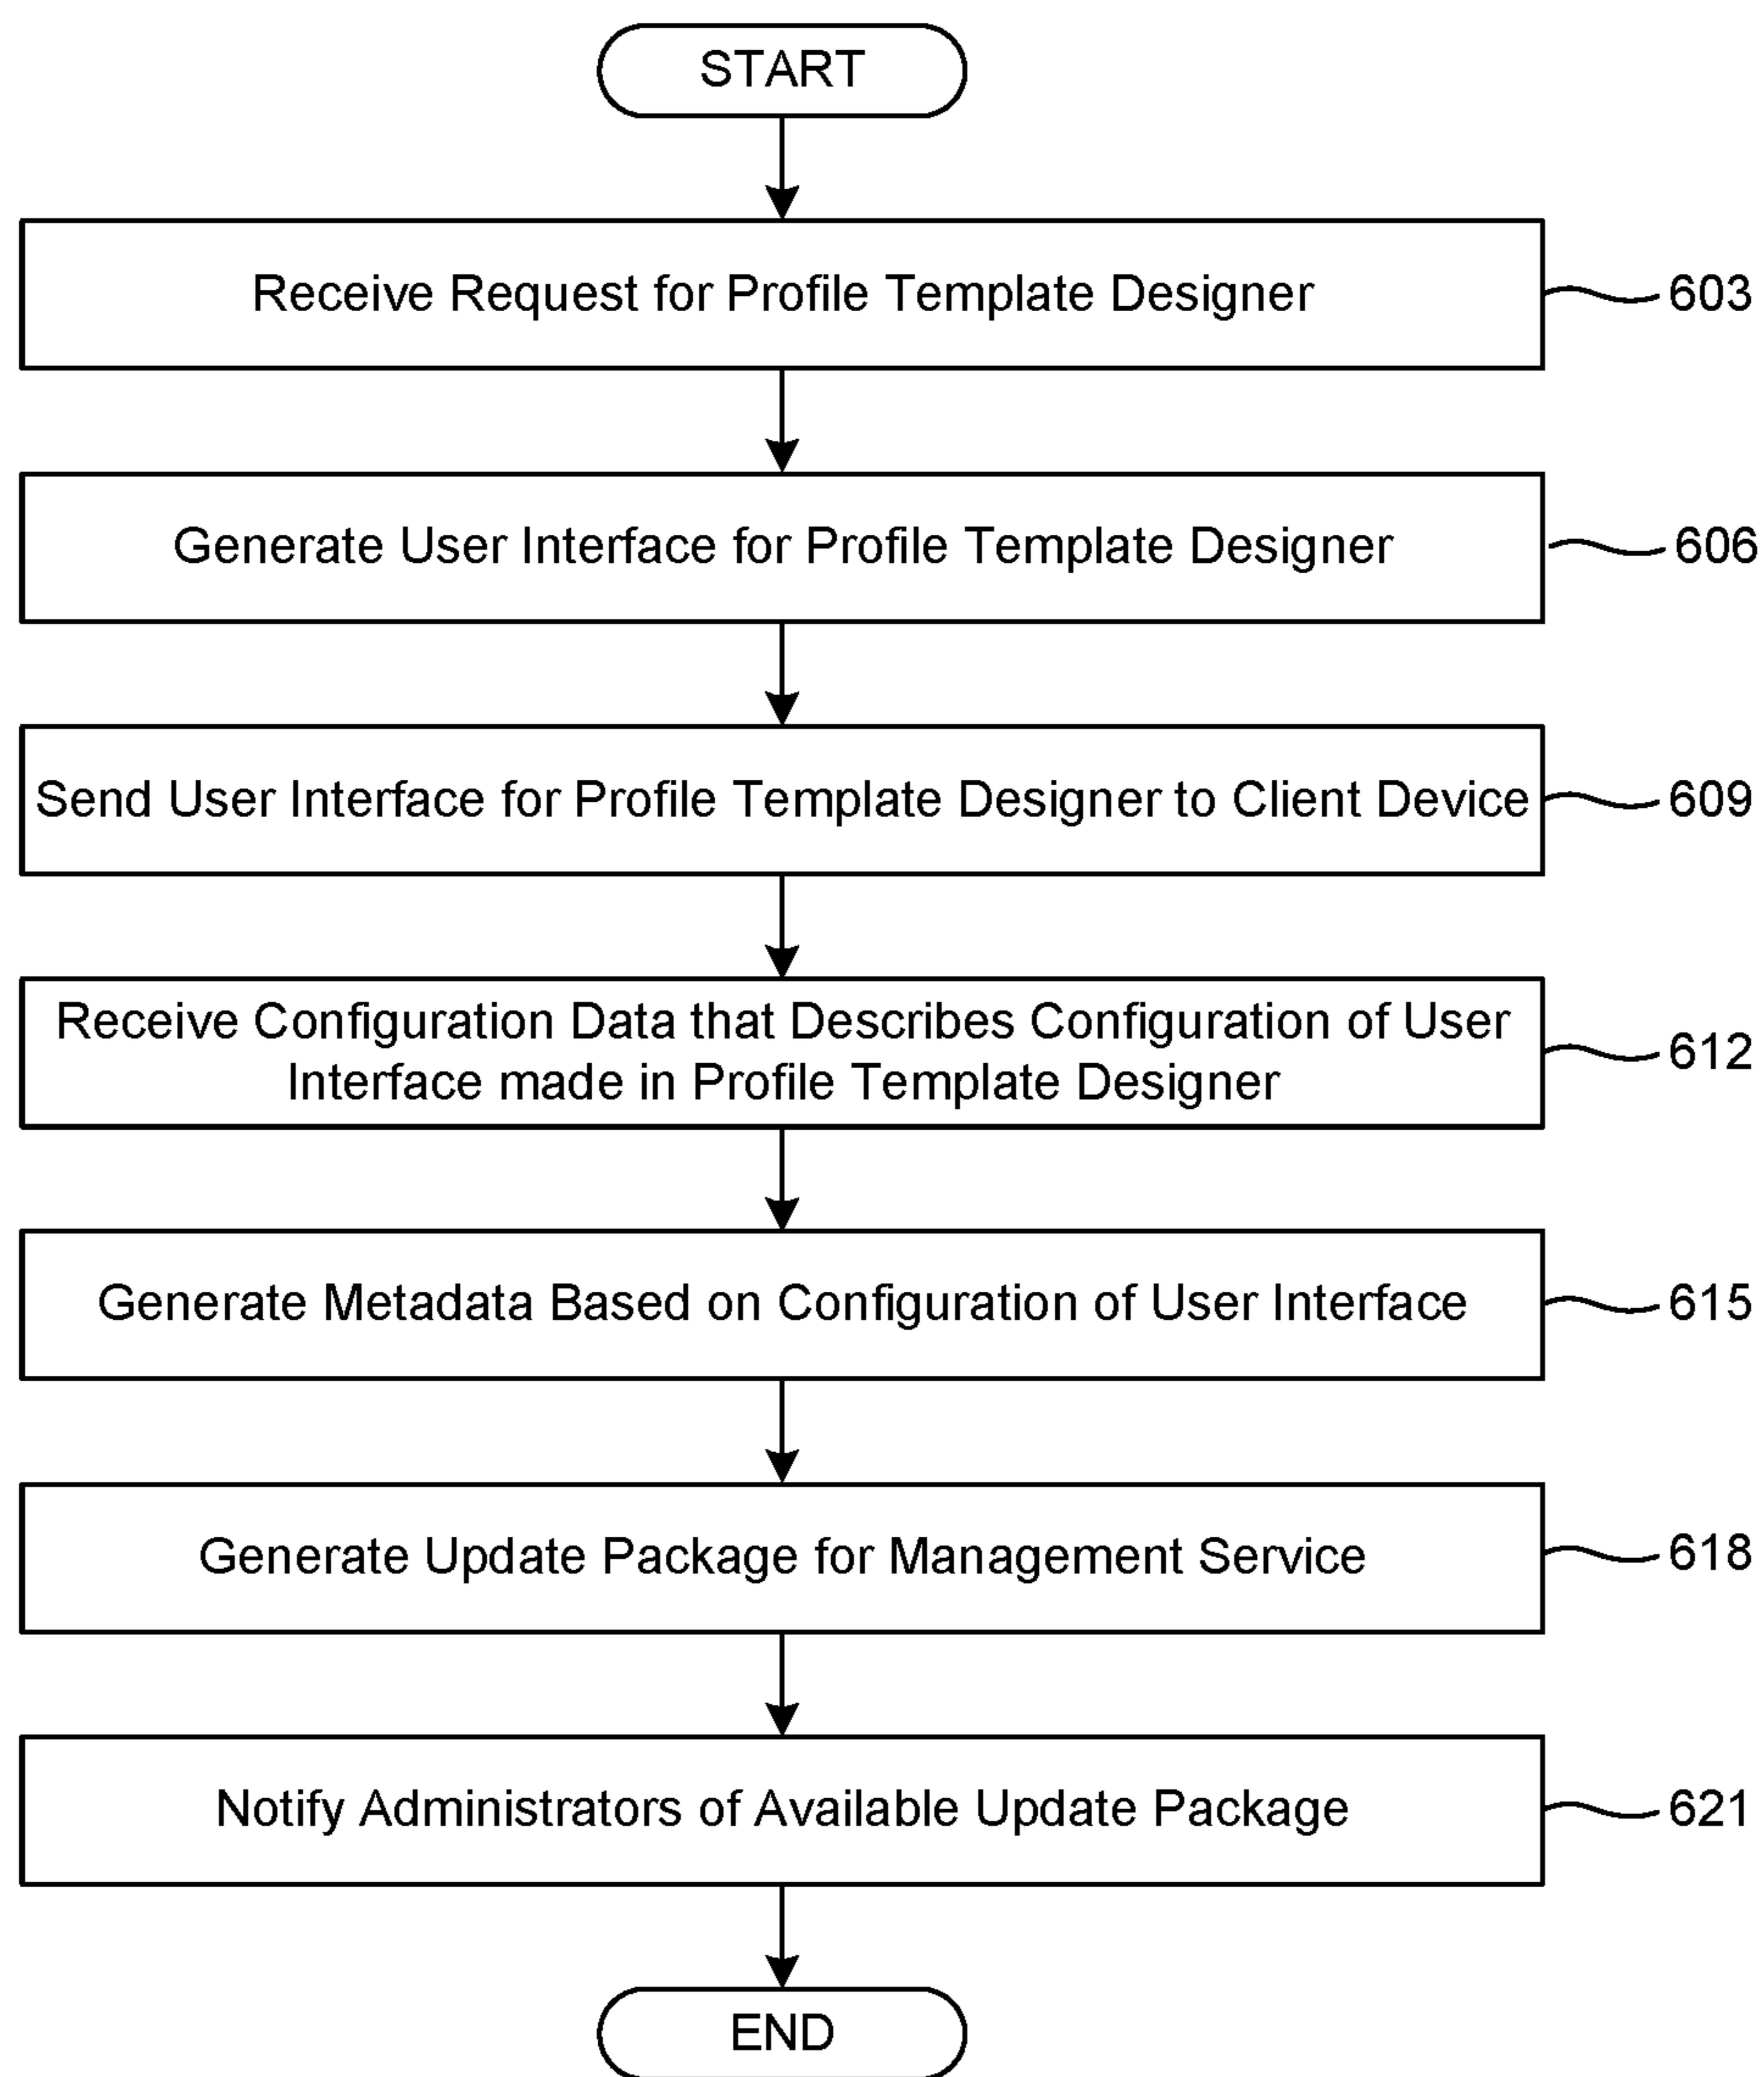 START
Receive Request for Profile Template Designer
603
Generate User Interface for Profile Template Designer
606
Send User Interface for Profile Template Designer to Client Device
609
Receive Configuration Data that Describes Configuration of User
Interface made in Profile Template Designer
612
Generate Metadata Based on Configuration of User Interface
615
Generate Update Package for Management Service
618
Notify Administrators of Available Update Package
621
END